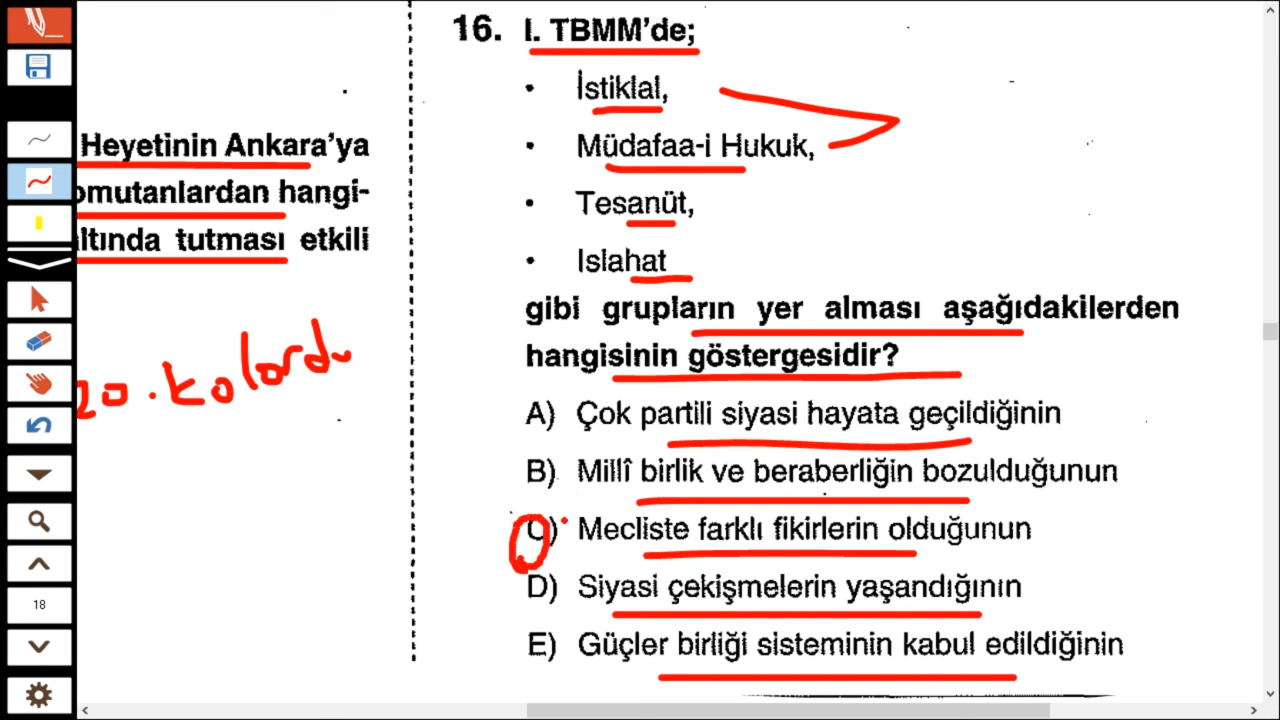 Heyetinin Ankara'ya
omutanlardan hangi-
altında tutması etkili
20. kolordu
16. I. TBMM'de;
• İstiklal,
• Müdafaa-i Hukuk,
• Tesanüt,
• Islahat
gibi grupların yer alması aşağıdakilerden
hangisinin göstergesidir?
A) Çok partili siyasi hayata geçildiğinin
B) Millî birlik ve beraberliğin bozulduğunun
C) Mecliste farklı fikirlerin olduğunun
D) Siyasi çekişmelerin yaşandığının
E) Güçler birliği sisteminin kabul edildiğinin
18